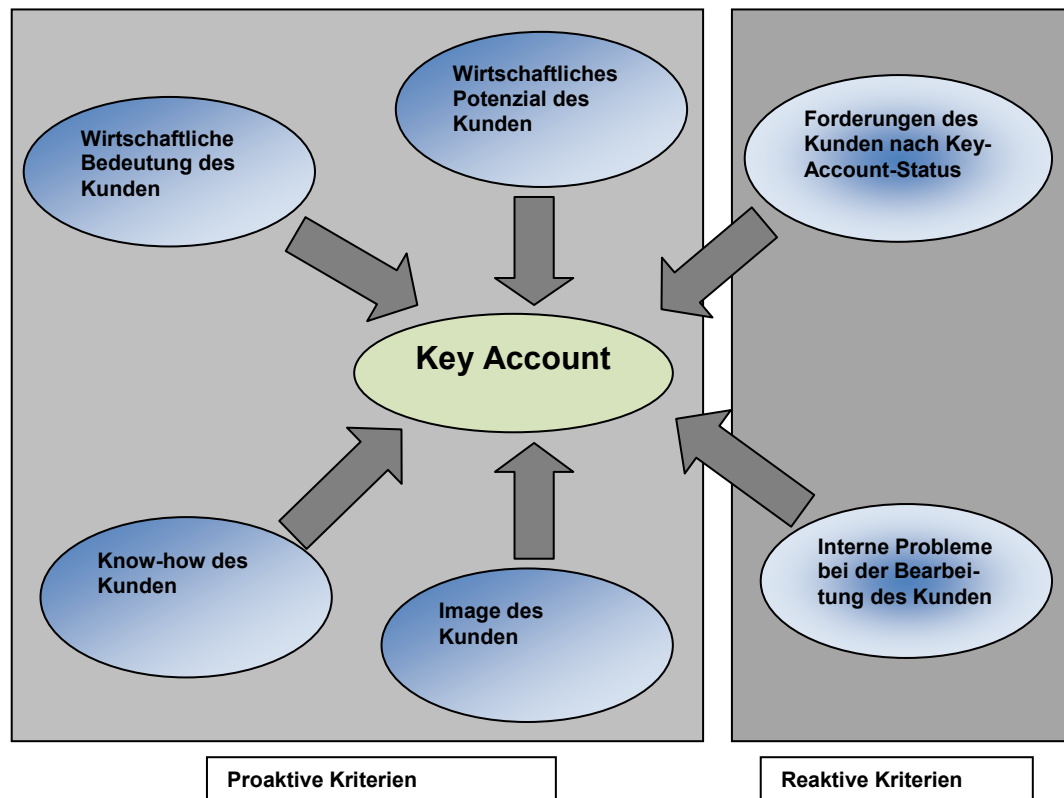 Wirtschaftliches
Potenzial des
Kunden
Wirtschaftliche
Bedeutung des
Kunden
Forderungen des
Kunden nach Key-
Account-Status
Key Account
Know-how des
Kunden
Image des
Kunden
Interne Probleme
bei der Bearbei-
tung des Kunden
Proaktive Kriterien
Reaktive Kriterien